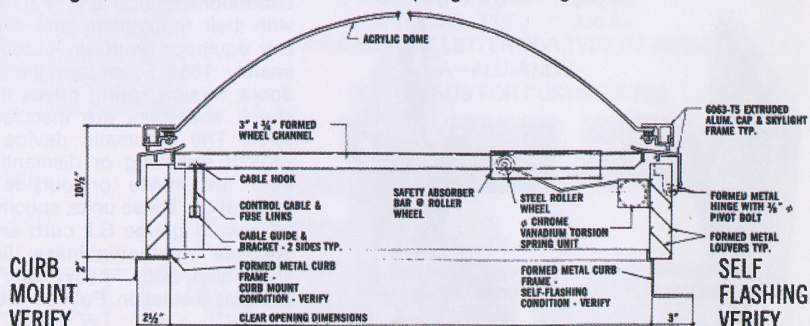 ACRYLIC DOME
3" x ¼" FORMED
WHEEL CHANNEL
6063-T5 EXTRUDED
ALUM. CAP & SKYLIGHT
FRAME TYP.
10½"
CABLE HOOK
CONTROL CABLE &
FUSE LINKS
CABLE GUIDE &
BRACKET - 2 SIDES TYP.
SAFETY ABSORBER
BAR @ ROLLER
WHEEL
STEEL ROLLER
WHEEL
CHROME
VANADIUM TORSION
SPRING UNIT
FORMED METAL
HINGE WITH ⅜" ø
PIVOT BOLT
FORMED METAL
LOUVERS TYP.
2"
CURB
MOUNT
VERIFY
FORMED METAL CURB
FRAME -
CURB MOUNT
CONDITION - VERIFY
FORMED METAL CURB
FRAME -
SELF-FLASHING
CONDITION - VERIFY
SELF
FLASHING
VERIFY
2½"
CLEAR OPENING DIMENSIONS
3"